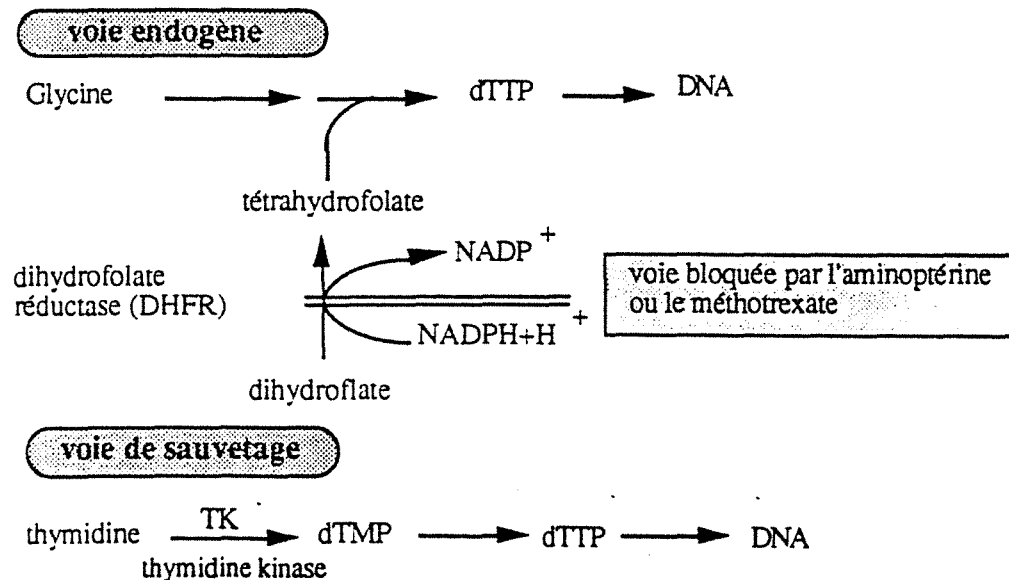 voie endogène
Glycine dTTP DNA
tétrahydrofolate
NADP +
dihydrofolate
réductase (DHFR)
voie bloquée par l'aminoptérine
ou le méthotrexate
NADPH+H +
dihydroflate
voie de sauvetage
TK
thymidine dTMP dTTP DNA
thymidine kinase